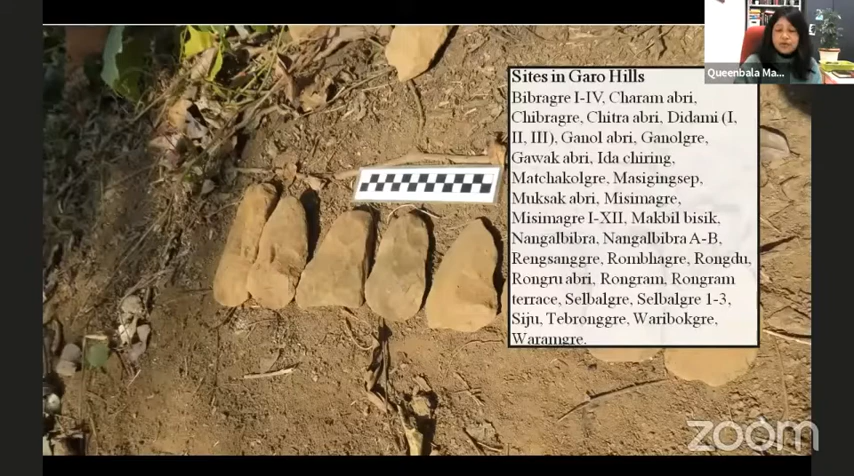 Queenbala Ma...
Sites in Garo Hills
Bibragre I-IV, Charam abri,
Chibragre, Chitra abri, Didami (I,
II, III), Ganol abri, Ganolgre,
Gawak abri, Ida chiring,
Matchakolgre, Masigingsep,
Muksak abri, Misimagre,
Misimagre I-XII, Makbil bisik,
Nangalbibra, Nangalbibra A-B,
Rengsanggre, Rombhagre, Rongdu,
Rongru abri, Rongram, Rongram
terrace, Selbalgre, Selbalgre 1-3,
Siju, Tebronggre, Waribokgre,
Waramgre.
zoom